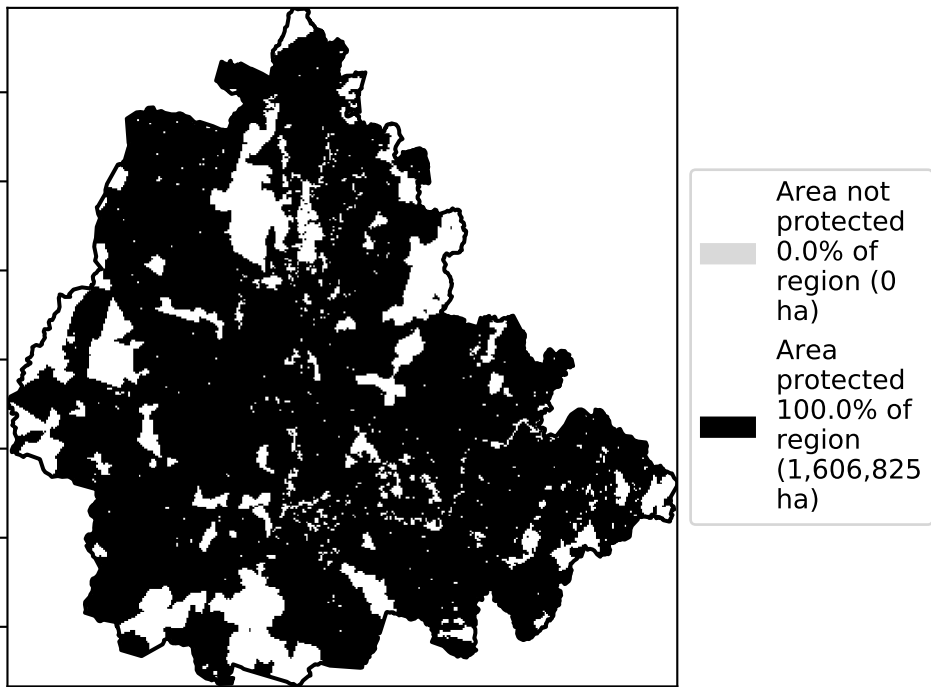 Area not
protected
0.0% of
region (0
ha)
Area
protected
100.0% of
region
(1,606,825
ha)